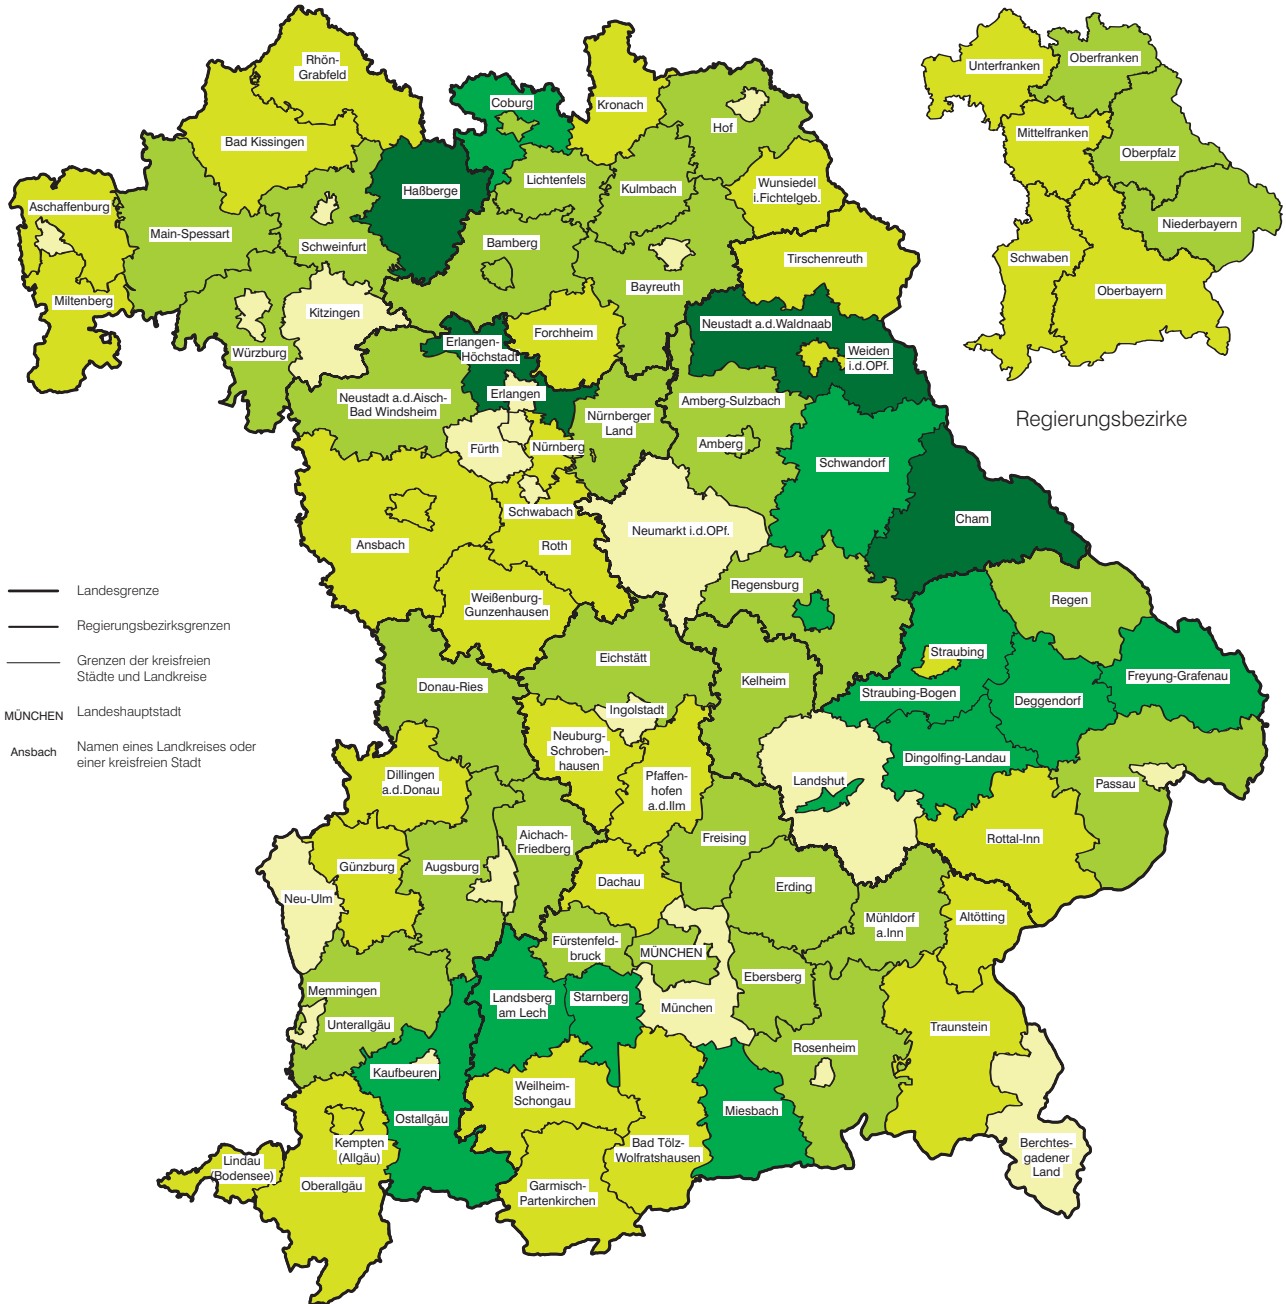 Rhön-
Grabfeld
Coburg
Kronach
Hof
Bad Kissingen
Haßberge
Lichtenfels
Kulmbach
Wunsiedel
i.Fichtelgeb.
Aschaffenburg
Main-Spessart
Schweinfurt
Bamberg
Tirschenreuth
Bayreuth
Miltenberg
Kitzingen
Forchheim
Neustadt a.d.Waldnaab
Würzburg
Erlangen-
Höchstadt
Weiden
i.d.OPf.
Erlangen
Neustadt a.d.Aisch-
Bad Windsheim
Nürnberger
Land
Amberg-Sulzbach
Amberg
Fürth
Nürnberg
Schwandorf
Schwabach
Cham
Ansbach
Roth
Neumarkt i.d.OPf.
Weißenburg-
Gunzenhausen
Regensburg
Regen
Eichstätt
Straubing
Donau-Ries
Kelheim
Straubing-Bogen
Deggendorf
Freyung-Grafenau
Ingolstadt
Neuburg-
Schroben-
hausen
Dingolfing-Landau
Dillingen
a.d.Donau
Pfaffen-
hofen
a.d.Ilm
Landshut
Passau
Aichach-
Friedberg
Freising
Rottal-Inn
Günzburg
Augsburg
Dachau
Erding
Neu-Ulm
Mühldorf
a.Inn
Altötting
Fürstenfeld-
bruck
MÜNCHEN
Ebersberg
Memmingen
Landsberg
am Lech
Starnberg
München
Unterallgäu
Traunstein
Rosenheim
Kaufbeuren
Weilheim-
Schongau
Ostallgäu
Miesbach
Kempten
(Allgäu)
Bad Tölz-
Wolfratshausen
Berchtes-
gadener
Land
Lindau
(Bodensee)
Oberallgäu
Garmisch-
Partenkirchen
Unterfranken
Oberfranken
Mittelfranken
Oberpfalz
Niederbayern
Schwaben
Oberbayern
Regierungsbezirke
Landesgrenze
Regierungsbezirksgrenzen
Grenzen der kreisfreien
Städte und Landkreise
MÜNCHEN Landeshauptstadt
Ansbach Namen eines Landkreises oder
einer kreisfreien Stadt